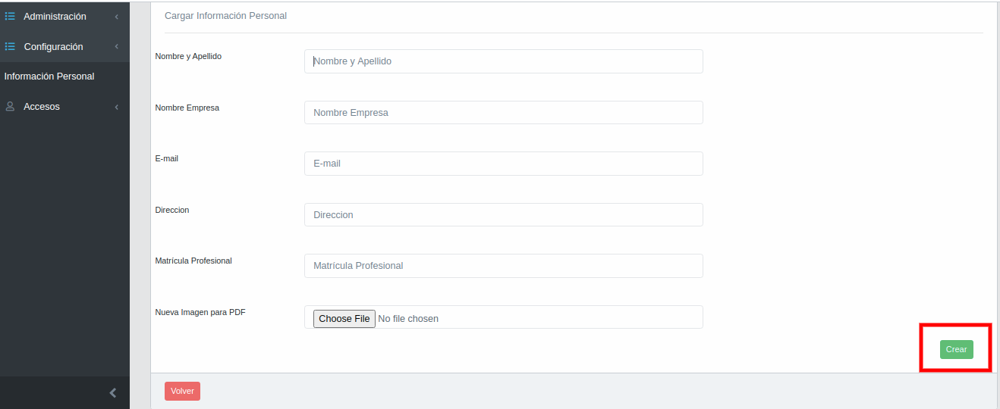 Administración
Configuración
Información Personal
Accesos
Cargar Información Personal
Nombre y Apellido
Nombre y Apellido
Nombre Empresa
Nombre Empresa
E-mail
E-mail
Direccion
Direccion
Matrícula Profesional
Matrícula Profesional
Nueva Imagen para PDF
Choose File No file chosen
Crear
Volver